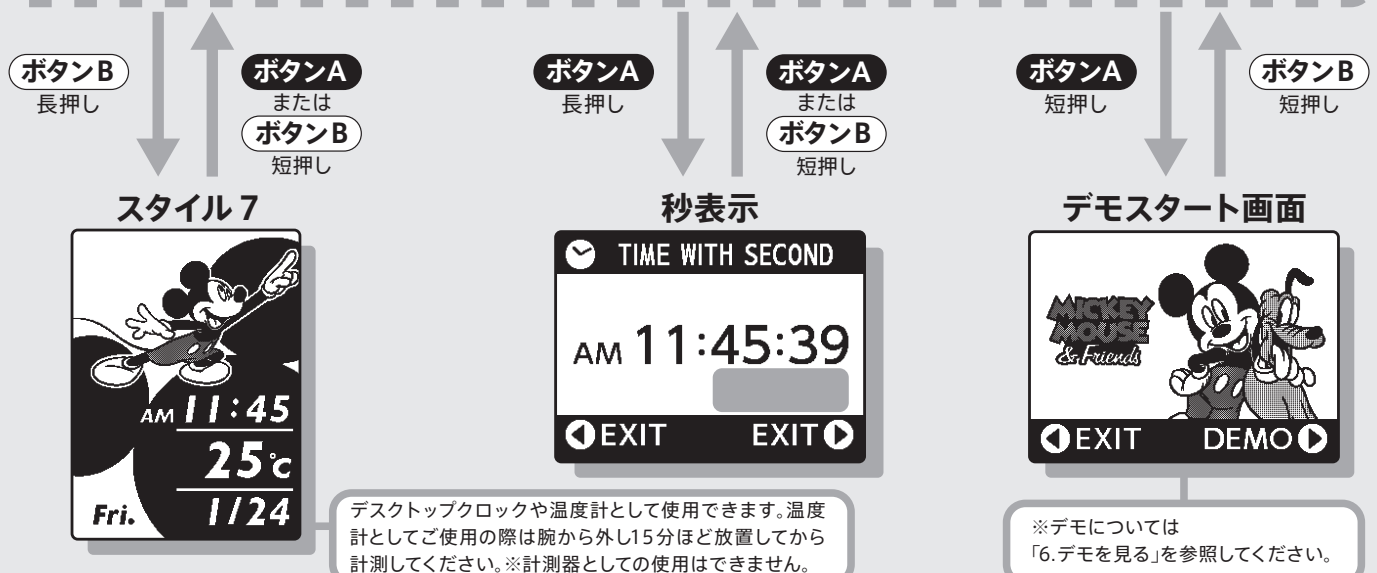 ボタンB
長押し
ボタンA
または
ボタンB
短押し
ボタンA
長押し
ボタンA
または
ボタンB
短押し
ボタンA
短押し
ボタンB
短押し
スタイル7
AM 11:45
25℃
Fri. 1/24
デスクトップクロックや温度計として使用できます。温度
計としてご使用の際は腕から外し15分ほど放置してから
計測してください。※計測器としての使用はできません。
秒表示
TIME WITH SECOND
AM 11:45:39
EXIT EXIT
デモスタート画面
MICKEY
MOUSE
& Friends
EXIT DEMO
※デモについては
「6.デモを見る」を参照してください。